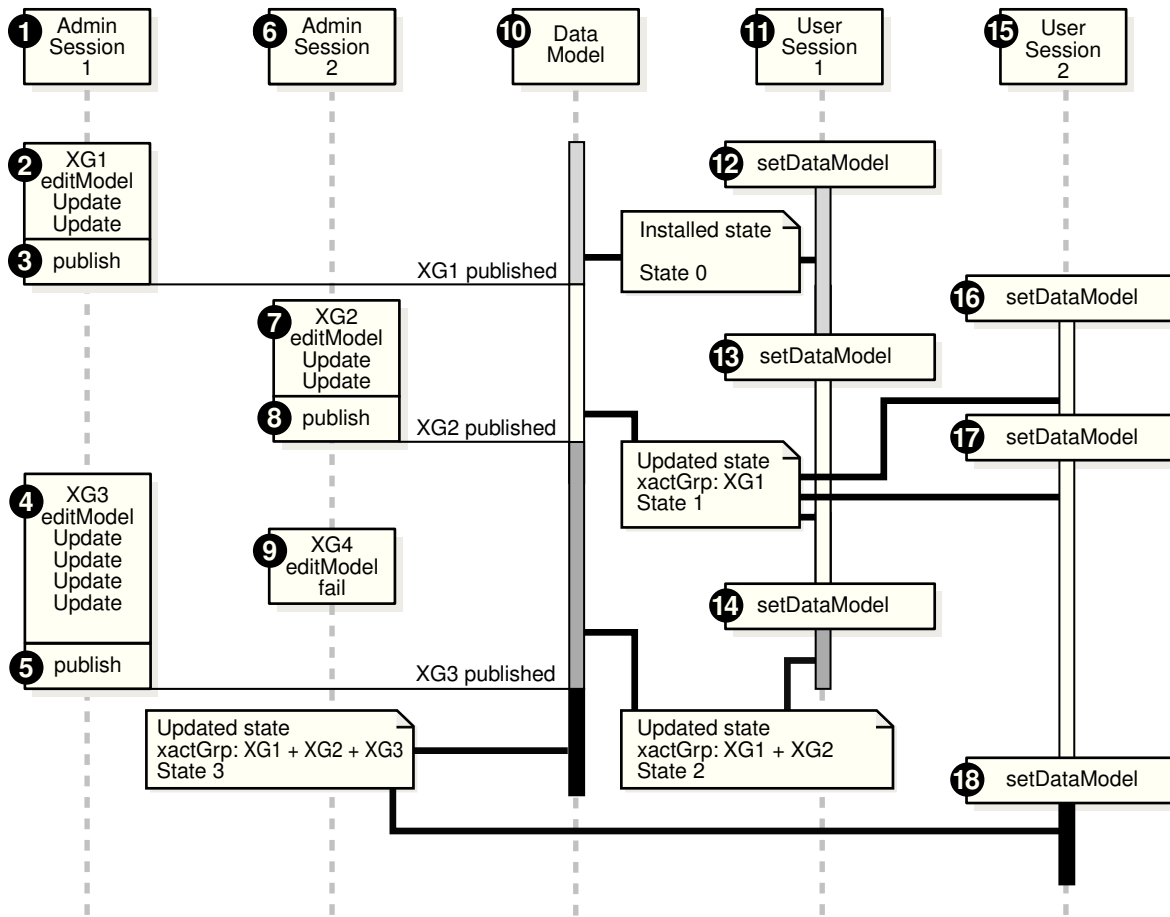 1
Admin
Session
1
6
Admin
Session
2
10
Data
Model
11
User
Session
1
15
User
Session
2
2
XG1
editModel
Update
Update
3
publish
XG1 published
12
setDataModel
Installed state
State 0
16
setDataModel
7
XG2
editModel
Update
Update
8
publish
XG2 published
13
setDataModel
17
setDataModel
Updated state
xactGrp: XG1
State 1
4
XG3
editModel
Update
Update
Update
Update
5
publish
XG3 published
9
XG4
editModel
fail
14
setDataModel
Updated state
xactGrp: XG1 + XG2 + XG3
State 3
Updated state
xactGrp: XG1 + XG2
State 2
18
setDataModel